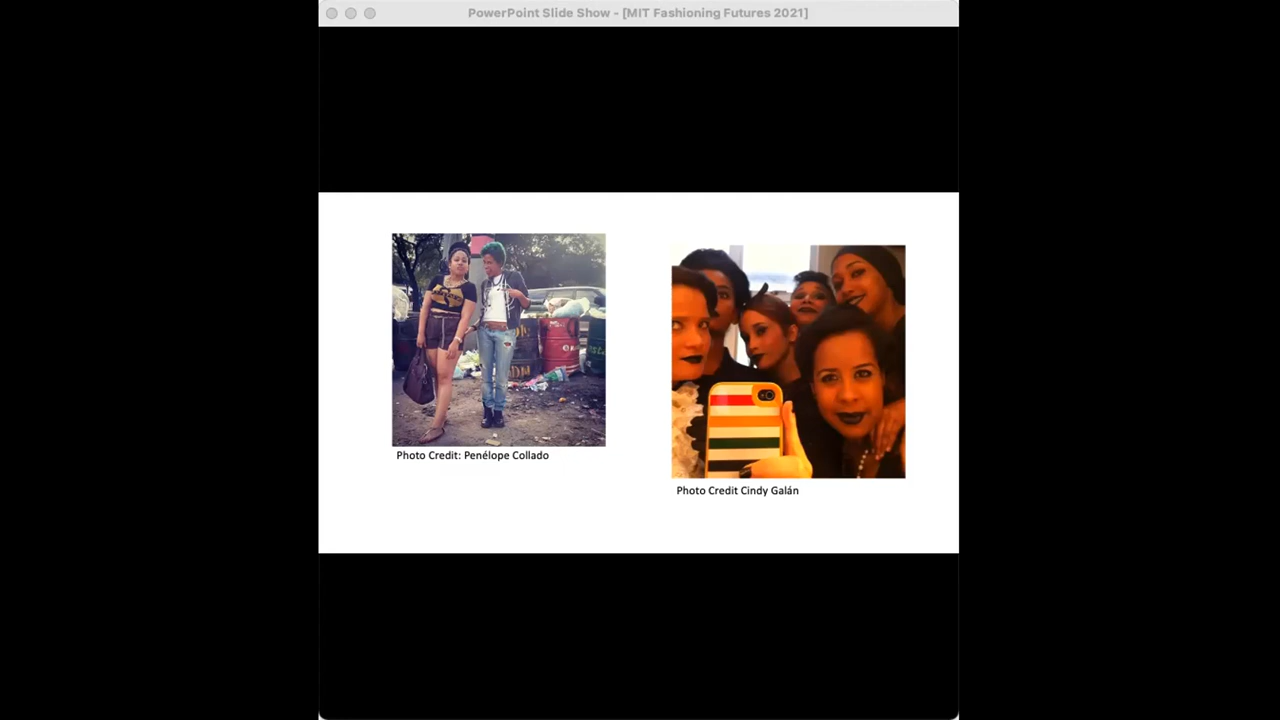 PowerPoint Slide Show - [MIT Fashioning Futures 2021]
Photo Credit: Penélope Collado
Photo Credit Cindy Galán